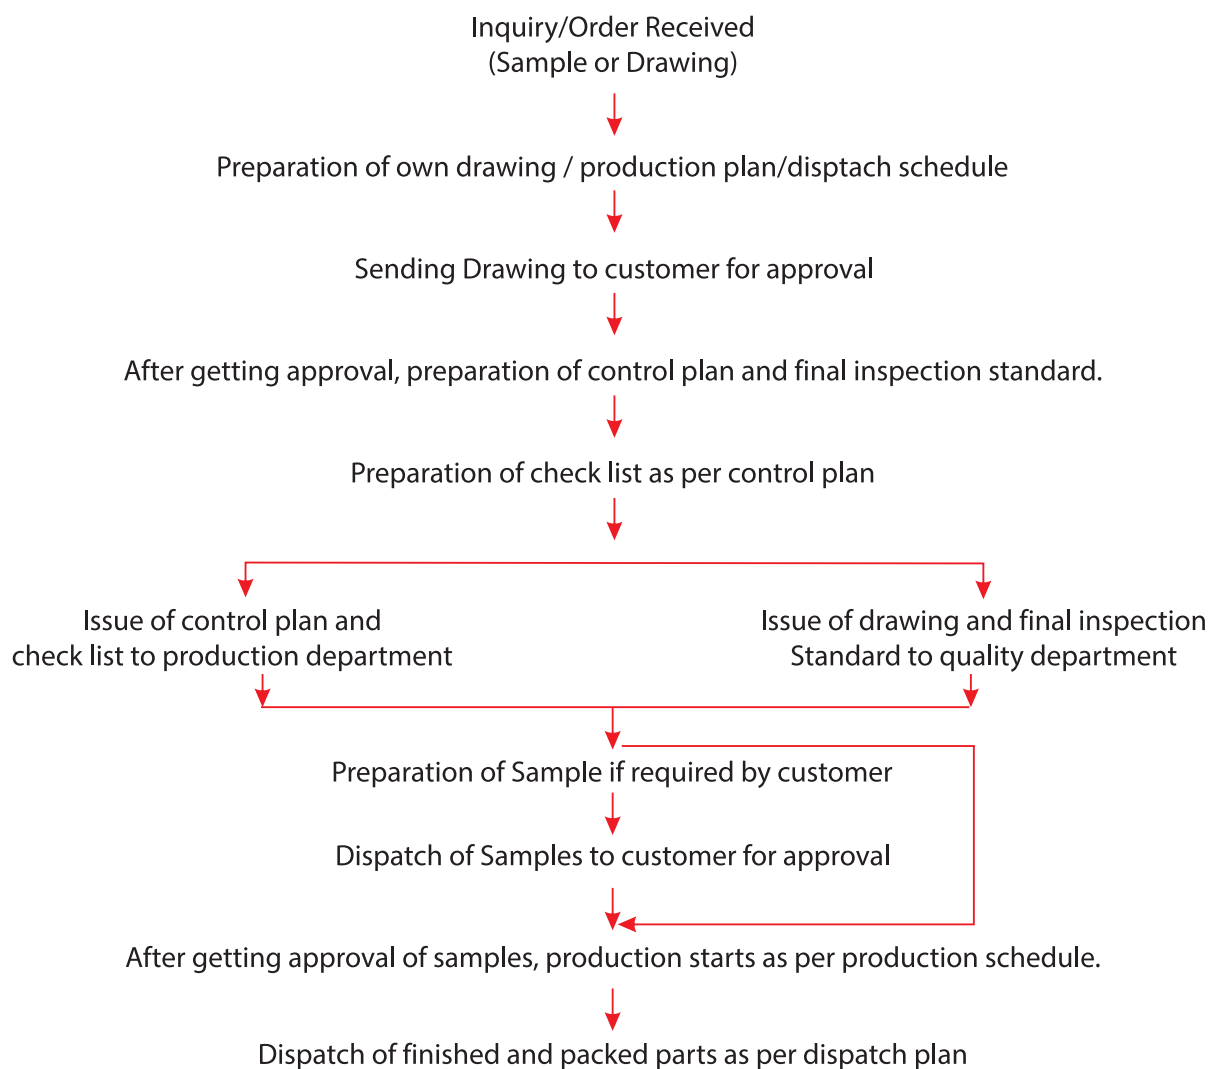 Inquiry/Order Received
(Sample or Drawing)
Preparation of own drawing / production plan/disptach schedule
Sending Drawing to customer for approval
After getting approval, preparation of control plan and final inspection standard.
Preparation of check list as per control plan
Issue of control plan and
check list to production department
Issue of drawing and final inspection
Standard to quality department
Preparation of Sample if required by customer
Dispatch of Samples to customer for approval
After getting approval of samples, production starts as per production schedule.
Dispatch of finished and packed parts as per dispatch plan